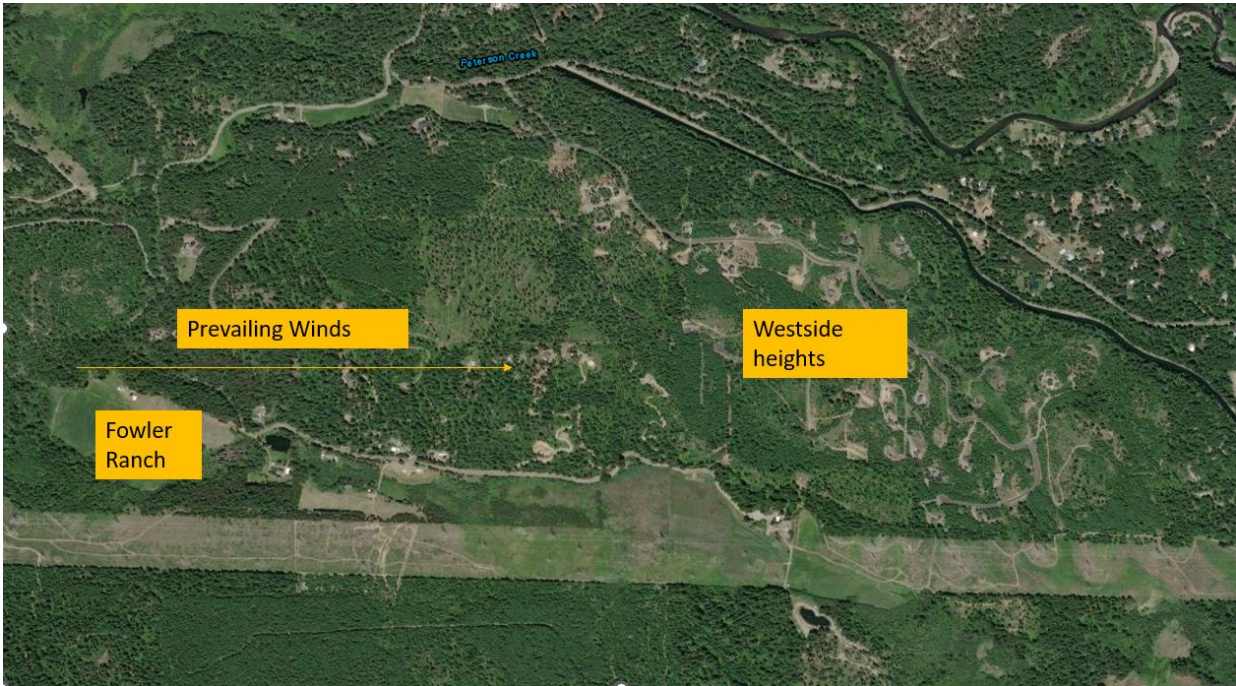 Peterson Creek
Prevailing Winds
Westside
heights
Fowler
Ranch